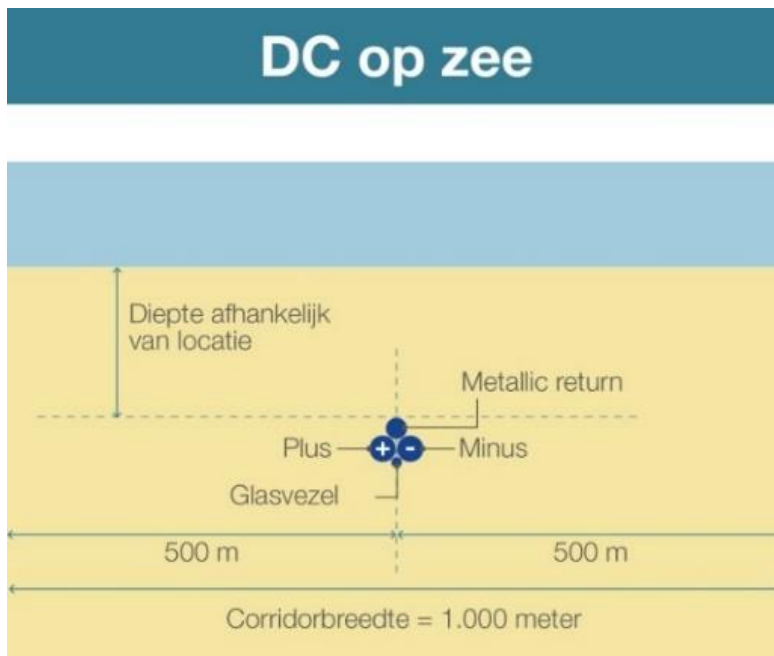 DC op zee
Diepte afhankelijk
van locatie
Metallic return
Plus
+
-
Minus
Glasvezel
500 m
500 m
Corridorbreedte = 1.000 meter